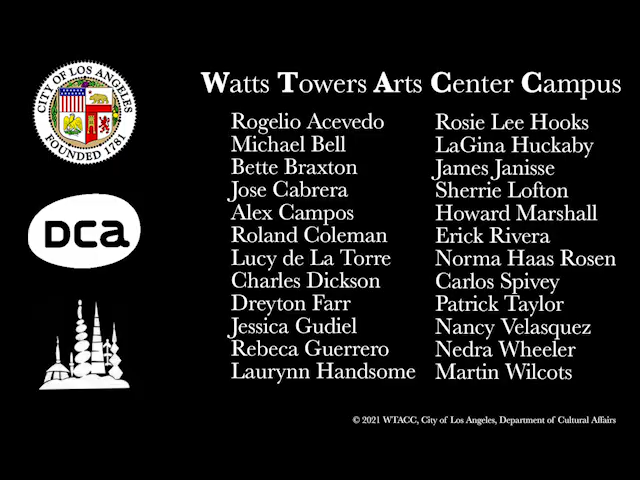 CITY OF LOS ANGELES
FOUNDED 1781
DCa
Watts Towers Arts Center Campus
Rogelio Acevedo
Michael Bell
Bette Braxton
Jose Cabrera
Alex Campos
Roland Coleman
Lucy de La Torre
Charles Dickson
Dreyton Farr
Jessica Gudiel
Rebeca Guerrero
Laurynn Handsome
Rosie Lee Hooks
LaGina Huckaby
James Janisse
Sherrie Lofton
Howard Marshall
Erick Rivera
Norma Haas Rosen
Carlos Spivey
Patrick Taylor
Nancy Velasquez
Nedra Wheeler
Martin Wilcots
© 2021 WTACC, City of Los Angeles, Department of Cultural Affairs